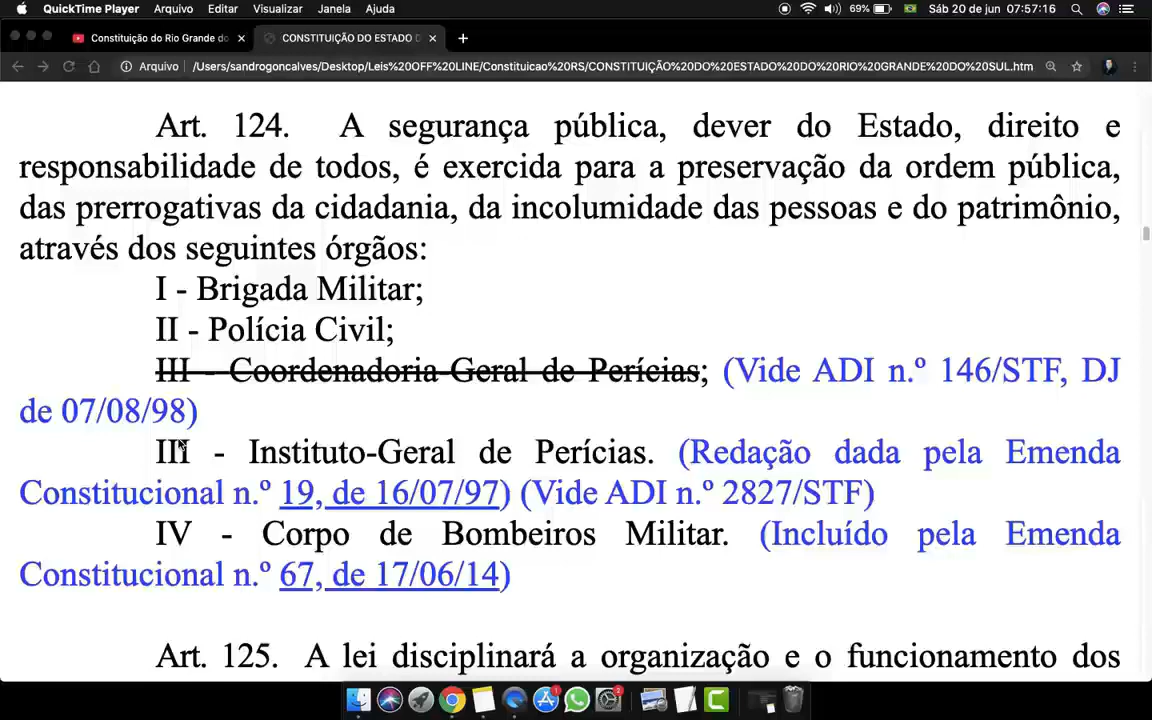 QuickTime Player Arquivo Editar Visualizar Janela Ajuda 69% Sáb 20 de jun 07:57:16
Constituição do Rio Grande do CONSTITUIÇÃO DO ESTADO D
Arquivo /Users/sandrogoncalves/Desktop/Leis%20OFF%20LINE/Constituicao%20RS/CONSTITUIÇÃO%20DO%20ESTADO%20DO%20RIO%20GRANDE%20DO%20SUL.htm
Art. 124. A segurança pública, dever do Estado, direito e
responsabilidade de todos, é exercida para a preservação da ordem pública,
das prerrogativas da cidadania, da incolumidade das pessoas e do patrimônio,
através dos seguintes órgãos:
I - Brigada Militar;
II - Polícia Civil;
III - Coordenadoria-Geral de Perícias; (Vide ADI n.º 146/STF, DJ
de 07/08/98)
III - Instituto-Geral de Perícias. (Redação dada pela Emenda
Constitucional n.º 19, de 16/07/97) (Vide ADI n.º 2827/STF)
IV - Corpo de Bombeiros Militar. (Incluído pela Emenda
Constitucional n.º 67, de 17/06/14)
Art. 125. A lei disciplinará a organização e o funcionamento dos